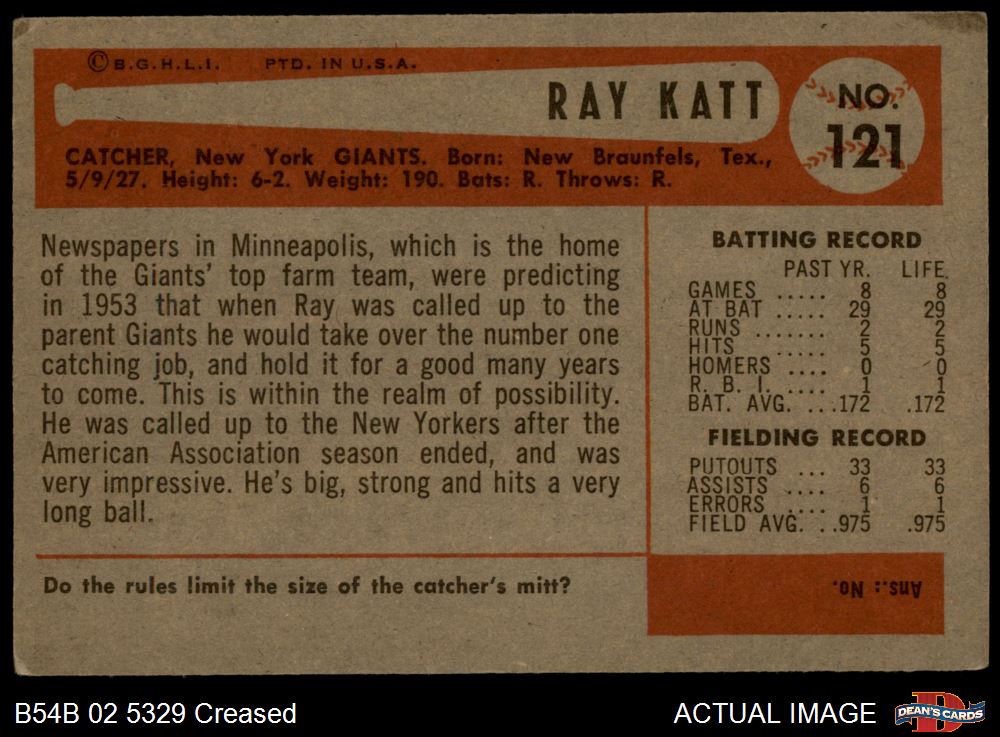 © B.G.H.L.I. PTD. IN U.S.A.
RAY KATT
NO.
121
CATCHER, New York GIANTS. Born: New Braunfels, Tex.,
5/9/27. Height: 6-2. Weight: 190. Bats: R. Throws: R.
Newspapers in Minneapolis, which is the home
of the Giants' top farm team, were predicting
in 1953 that when Ray was called up to the
parent Giants he would take over the number one
catching job, and hold it for a good many years
to come. This is within the realm of possibility.
He was called up to the New Yorkers after the
American Association season ended, and was
very impressive. He's big, strong and hits a very
long ball.
BATTING RECORD
PAST YR. LIFE
GAMES ..... 8 8
AT BAT ..... 29 29
RUNS ....... 2 2
HITS ..... 5 5
HOMERS .... 0 0
R. B. I. ..... 1 1
BAT. AVG. ...172 .172
FIELDING RECORD
PUTOUTS ... 33 33
ASSISTS .... 6 6
ERRORS .... 1 1
FIELD AVG. ..975 .975
Do the rules limit the size of the catcher's mitt?
Ans.: No.
B54B 02 5329 Creased
ACTUAL IMAGE
DEAN'S CARDS